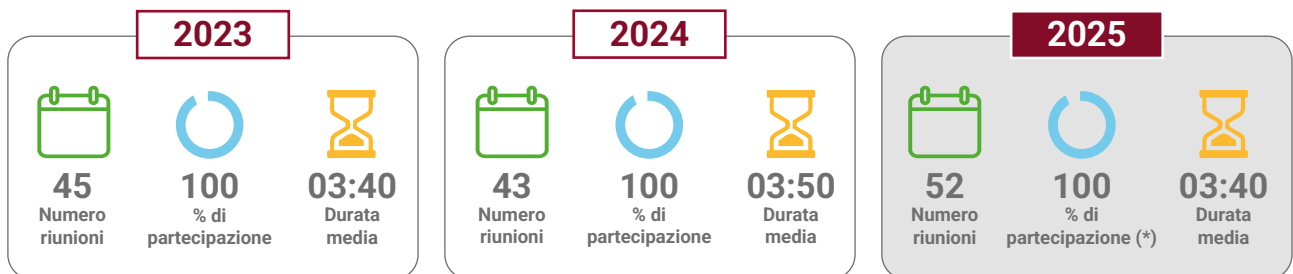 2023
45
Numero
riunioni
100
% di
partecipazione
03:40
Durata
media
2024
43
Numero
riunioni
100
% di
partecipazione
03:50
Durata
media
2025
52
Numero
riunioni
100
% di
partecipazione (*)
03:40
Durata
media